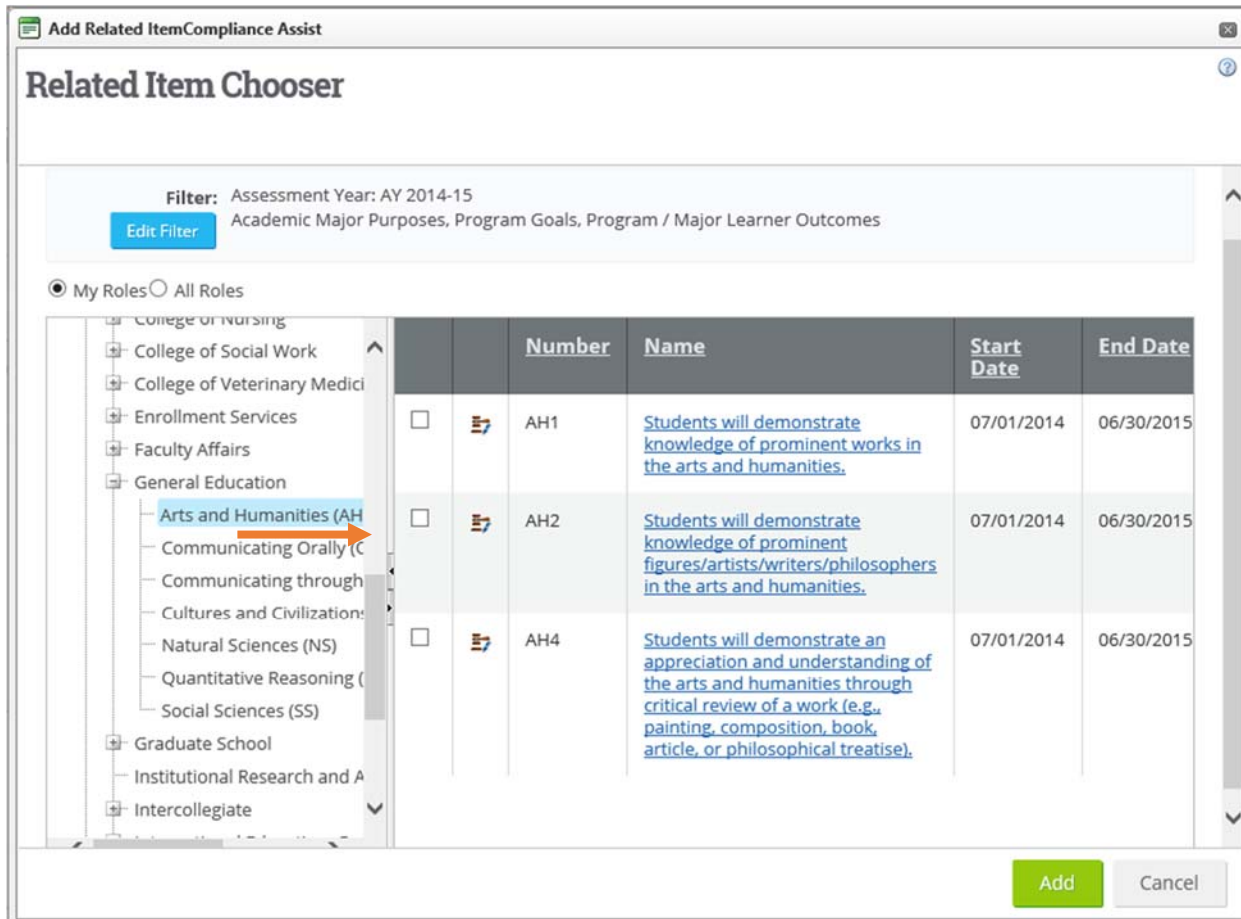 Add Related ItemCompliance Assist
Related Item Chooser
Filter: Assessment Year: AY 2014-15
Edit Filter
Academic Major Purposes, Program Goals, Program / Major Learner Outcomes
My Roles
All Roles
College of Nursing
College of Social Work
College of Veterinary Medici
Enrollment Services
Faculty Affairs
General Education
Arts and Humanities (AH
Communicating Orally (C
Communicating through
Cultures and Civilizations
Natural Sciences (NS)
Quantitative Reasoning (
Social Sciences (SS)
Graduate School
Institutional Research and A
Intercollegiate
Number
Name
Start
Date
End Date
AH1
Students will demonstrate
knowledge of prominent works in
the arts and humanities.
07/01/2014
06/30/2015
AH2
Students will demonstrate
knowledge of prominent
figures/artists/writers/philosophers
in the arts and humanities.
07/01/2014
06/30/2015
AH4
Students will demonstrate an
appreciation and understanding of
the arts and humanities through
critical review of a work (e.g.,
painting, composition, book,
article, or philosophical treatise).
07/01/2014
06/30/2015
Add
Cancel